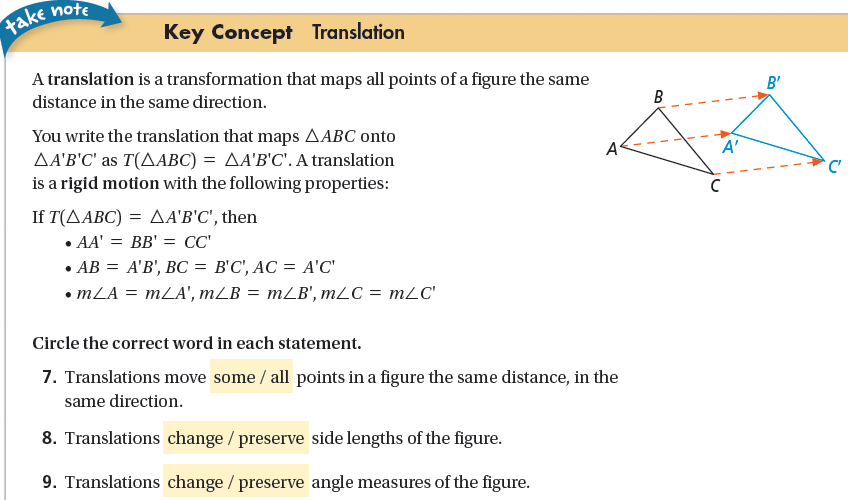 take note
Key Concept Translation
A translation is a transformation that maps all points of a figure the same
distance in the same direction.
You write the translation that maps △ABC onto
△A'B'C' as T(△ABC) = △A'B'C'. A translation
is a rigid motion with the following properties:
If T(△ABC) = △A'B'C', then
• AA' = BB' = CC'
• AB = A'B', BC = B'C', AC = A'C'
• m∠A = m∠A', m∠B = m∠B', m∠C = m∠C'
B
B'
A
A'
C
C'
Circle the correct word in each statement.
7. Translations move some / all points in a figure the same distance, in the
same direction.
8. Translations change / preserve side lengths of the figure.
9. Translations change / preserve angle measures of the figure.